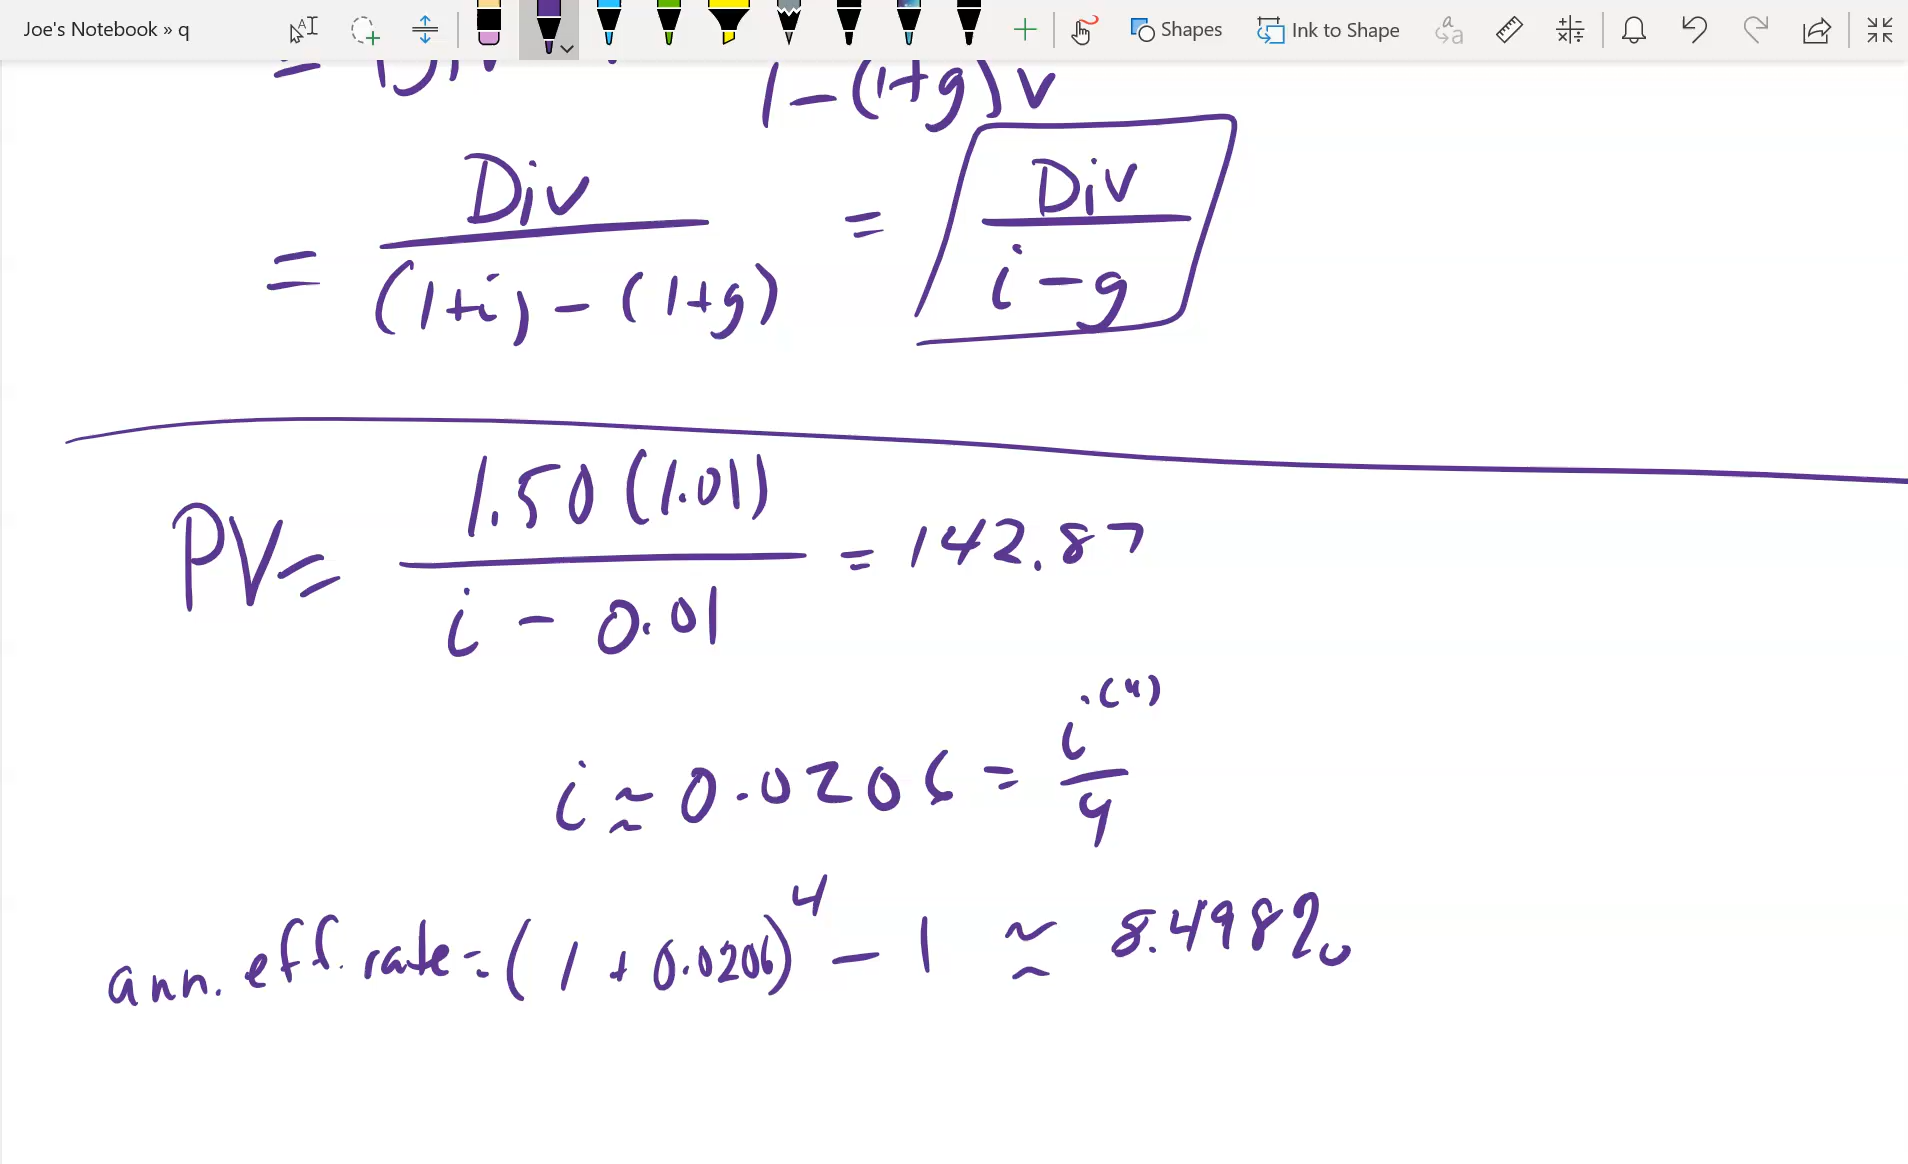 Joe's Notebook » q Shapes Ink to Shape
1-(1+g)v
= Div / ((1+i)-(1+g)) = Div / (i-g)
PV= 1.50(1.01) / (i - 0.01) = 142.87
i ≈ 0.0206 = i^(4) / 4
ann. eff. rate = (1 + 0.0206)^4 - 1 ≈ 8.498%